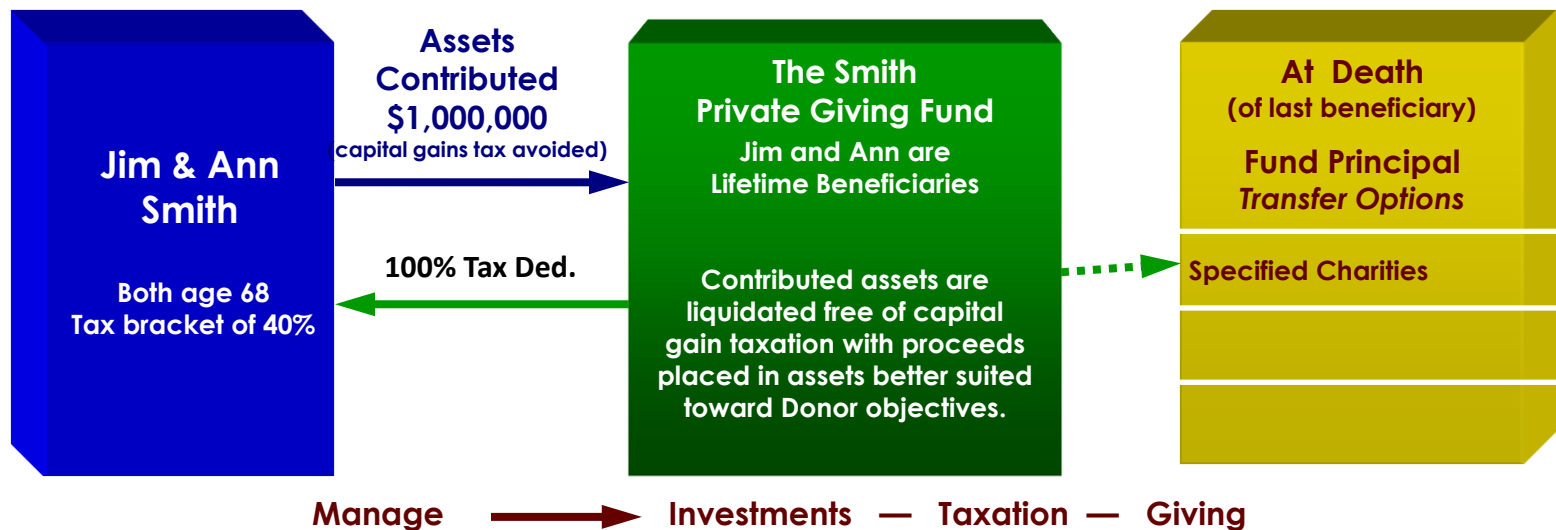 Jim & Ann
Smith
Both age 68
Tax bracket of 40%
Assets
Contributed
$1,000,000
(capital gains tax avoided)
100% Tax Ded.
The Smith
Private Giving Fund
Jim and Ann are
Lifetime Beneficiaries
Contributed assets are
liquidated free of capital
gain taxation with proceeds
placed in assets better suited
toward Donor objectives.
At Death
(of last beneficiary)
Fund Principal
Transfer Options
Specified Charities
Manage Investments — Taxation — Giving